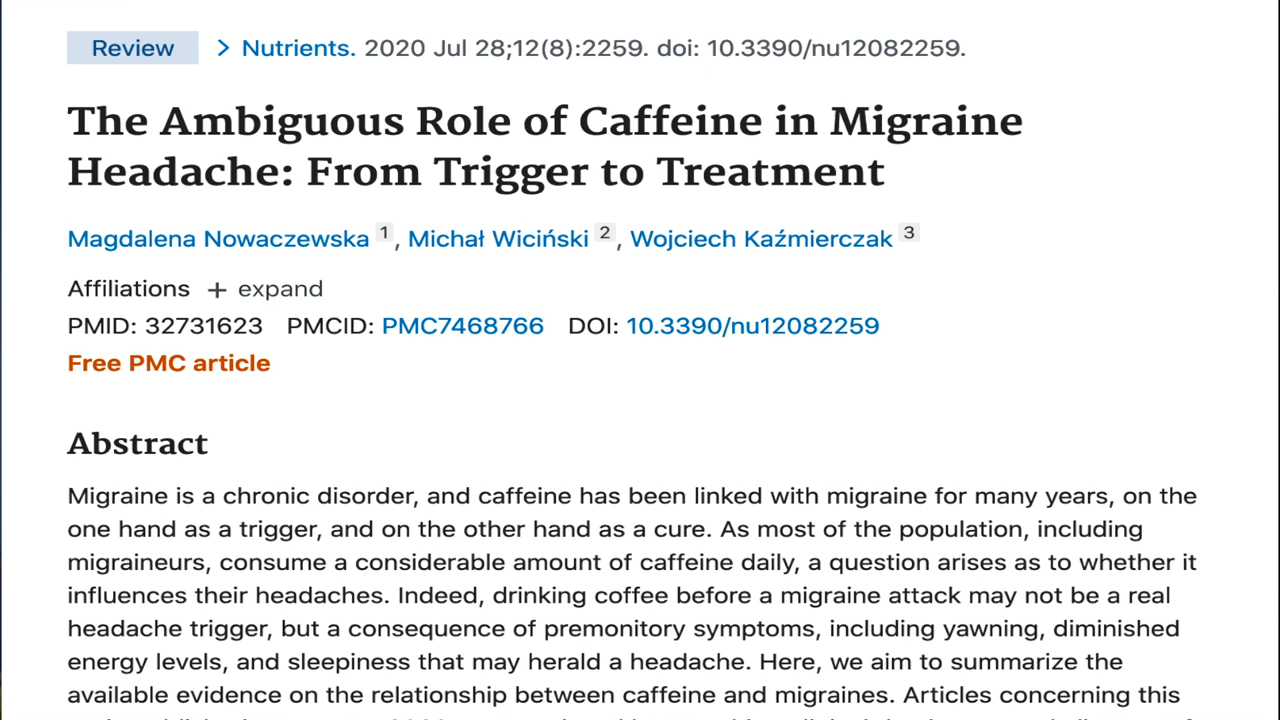 Review > Nutrients. 2020 Jul 28;12(8):2259. doi: 10.3390/nu12082259.
The Ambiguous Role of Caffeine in Migraine
Headache: From Trigger to Treatment
Magdalena Nowaczewska 1, Michał Wiciński 2, Wojciech Kaźmierczak 3
Affiliations + expand
PMID: 32731623 PMCID: PMC7468766 DOI: 10.3390/nu12082259
Free PMC article
Abstract
Migraine is a chronic disorder, and caffeine has been linked with migraine for many years, on the
one hand as a trigger, and on the other hand as a cure. As most of the population, including
migraineurs, consume a considerable amount of caffeine daily, a question arises as to whether it
influences their headaches. Indeed, drinking coffee before a migraine attack may not be a real
headache trigger, but a consequence of premonitory symptoms, including yawning, diminished
energy levels, and sleepiness that may herald a headache. Here, we aim to summarize the
available evidence on the relationship between caffeine and migraines. Articles concerning this